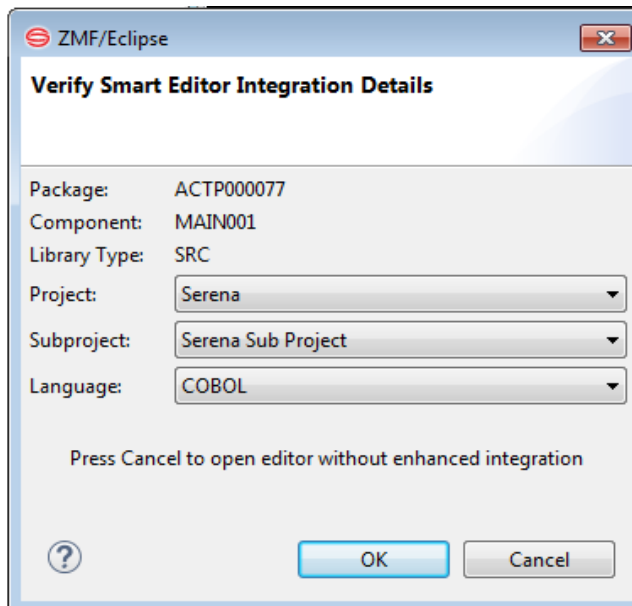 ZMF/Eclipse
Verify Smart Editor Integration Details
Package: ACTP000077
Component: MAIN001
Library Type: SRC
Project: Serena
Subproject: Serena Sub Project
Language: COBOL
Press Cancel to open editor without enhanced integration
? OK Cancel